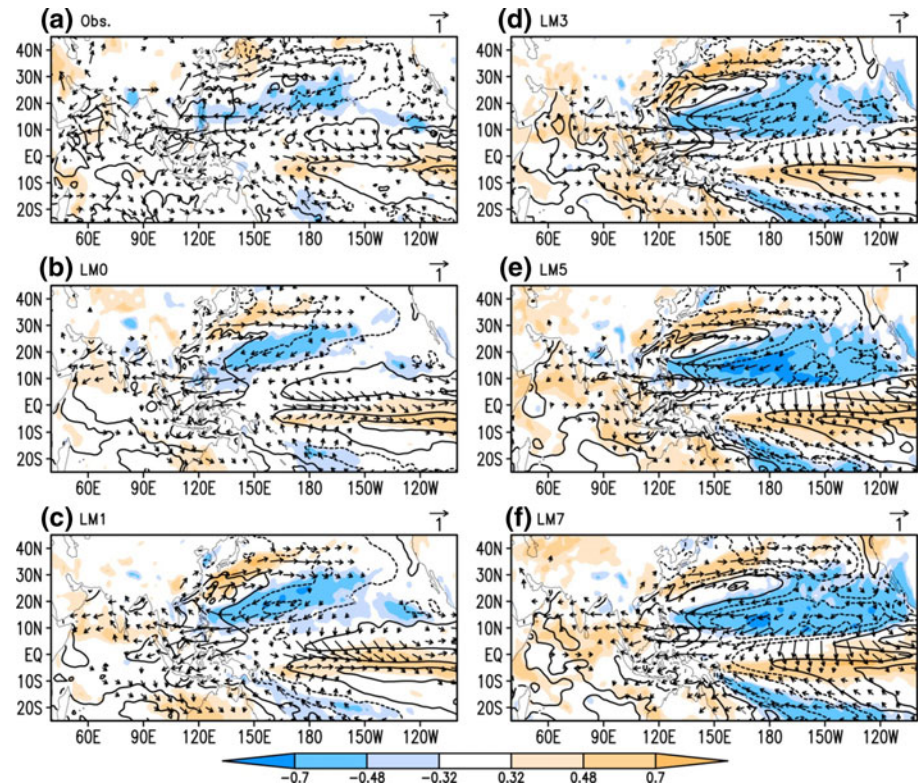 (a) Obs. 1
40N
30N
20N
10N
EQ
10S
20S
60E 90E 120E 150E 180 150W 120W
(b) LM0 1
40N
30N
20N
10N
EQ
10S
20S
60E 90E 120E 150E 180 150W 120W
(c) LM1 1
40N
30N
20N
10N
EQ
10S
20S
60E 90E 120E 150E 180 150W 120W
(d) LM3 1
40N
30N
20N
10N
EQ
10S
20S
60E 90E 120E 150E 180 150W 120W
(e) LM5 1
40N
30N
20N
10N
EQ
10S
20S
60E 90E 120E 150E 180 150W 120W
(f) LM7 1
40N
30N
20N
10N
EQ
10S
20S
60E 90E 120E 150E 180 150W 120W
-0.7 -0.48 -0.32 0.32 0.48 0.7